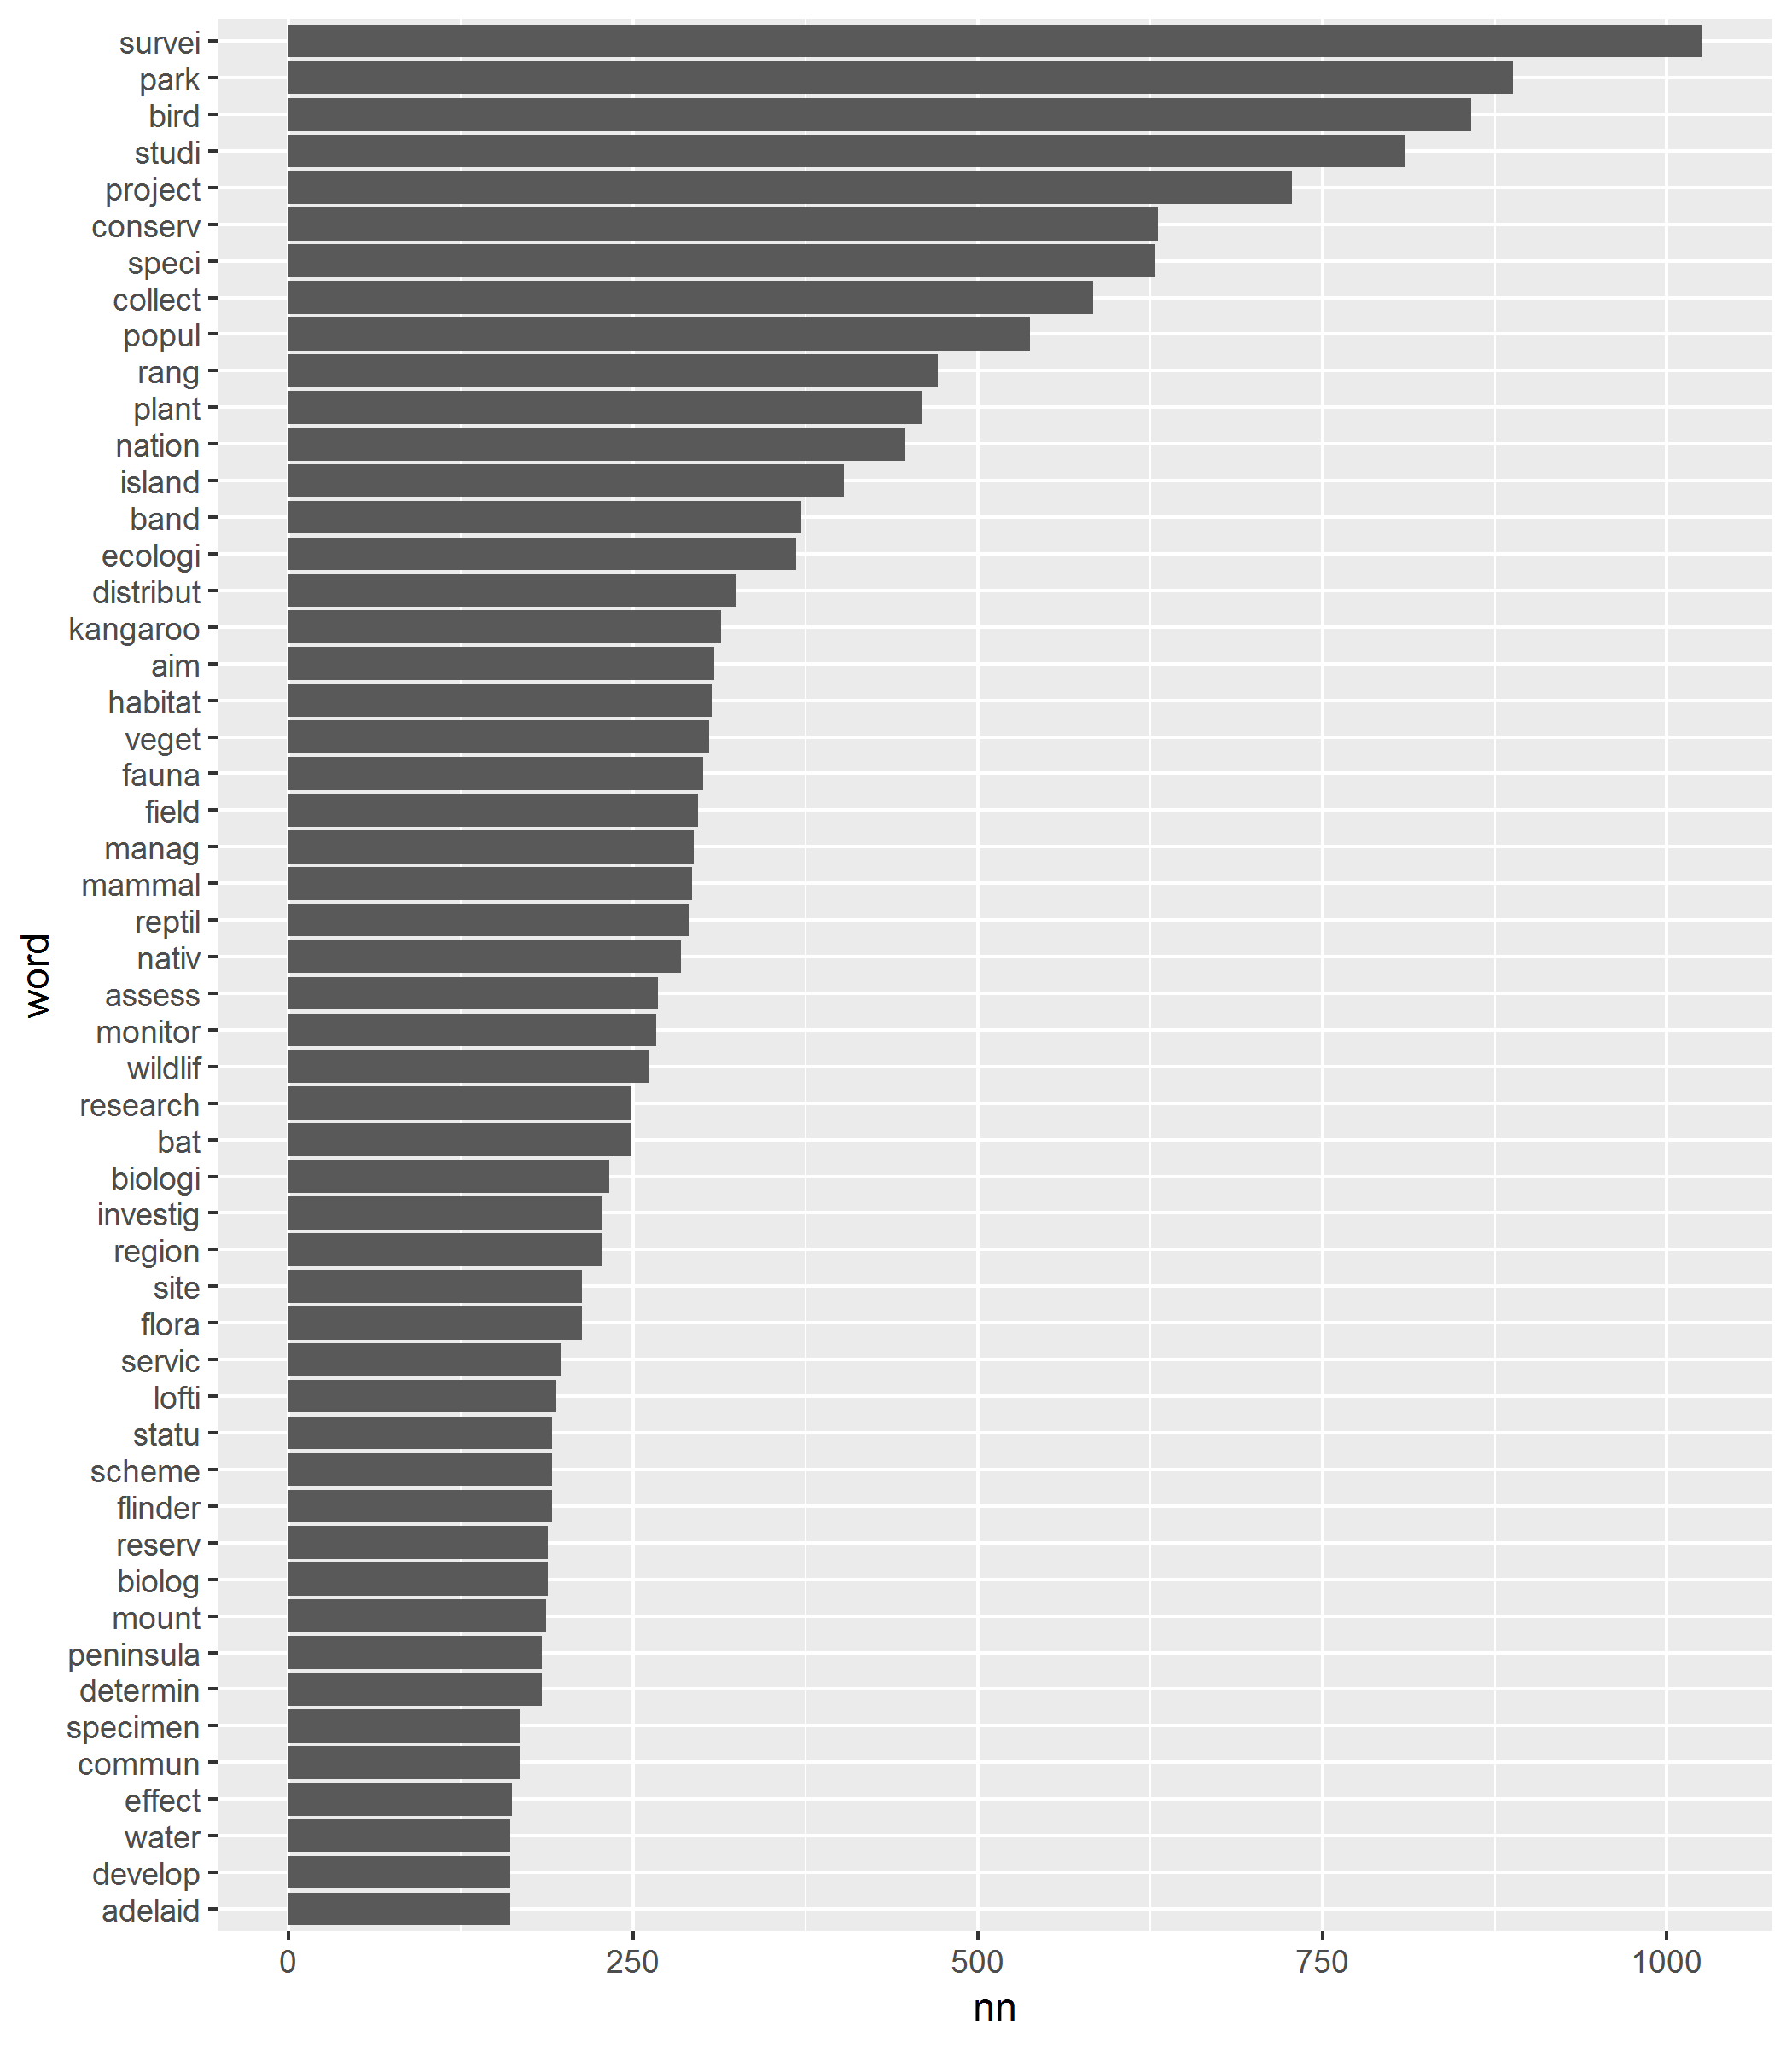 survei
park
bird
studi
project
conserv
speci
collect
popul
rang
plant
nation
island
band
ecologi
distribut
kangaroo
aim
habitat
veget
fauna
field
manag
mammal
reptil
nativ
assess
monitor
wildlif
research
bat
biologi
investig
region
site
flora
servic
lofti
statu
scheme
flinder
reserv
biolog
mount
peninsula
determin
specimen
commun
effect
water
develop
adelaid
word
0 250 500 750 1000
nn